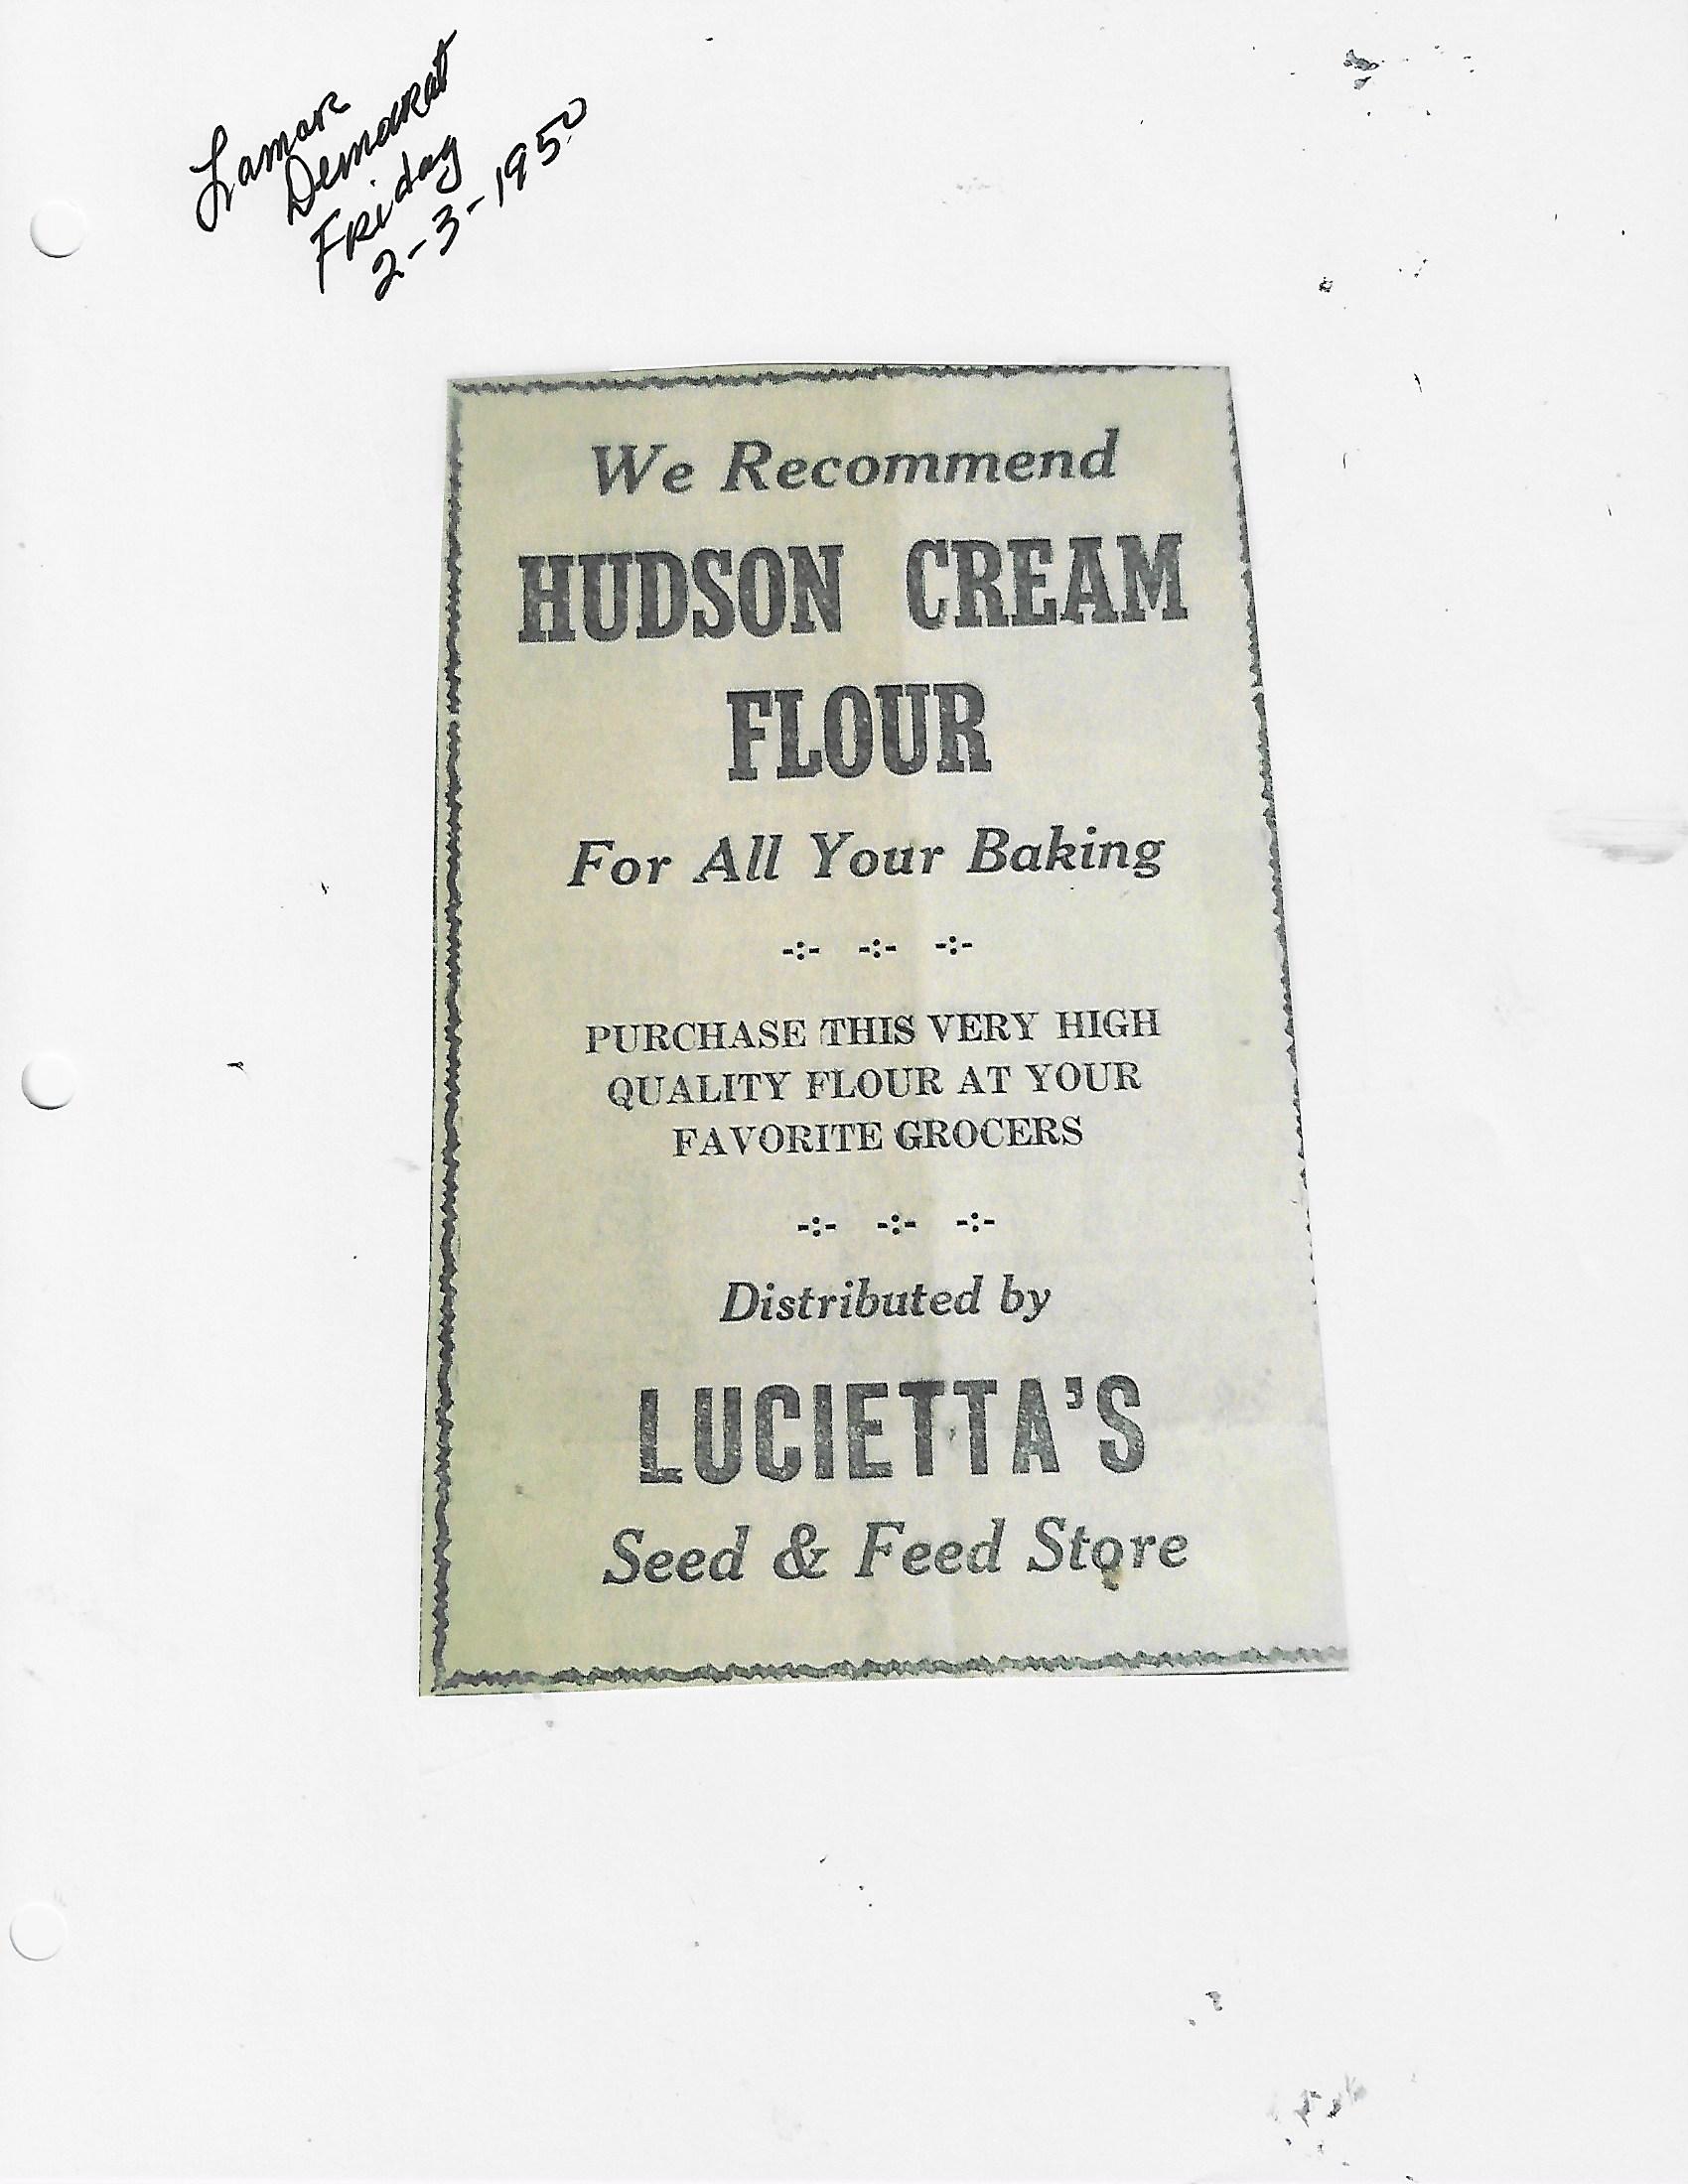 Lamar
Democrat
Friday
2-3-1950
We Recommend
HUDSON CREAM
FLOUR
For All Your Baking
-:- -:- -:-
PURCHASE THIS VERY HIGH
QUALITY FLOUR AT YOUR
FAVORITE GROCERS
-:- -:- -:-
Distributed by
LUCIETTA'S
Seed & Feed Store